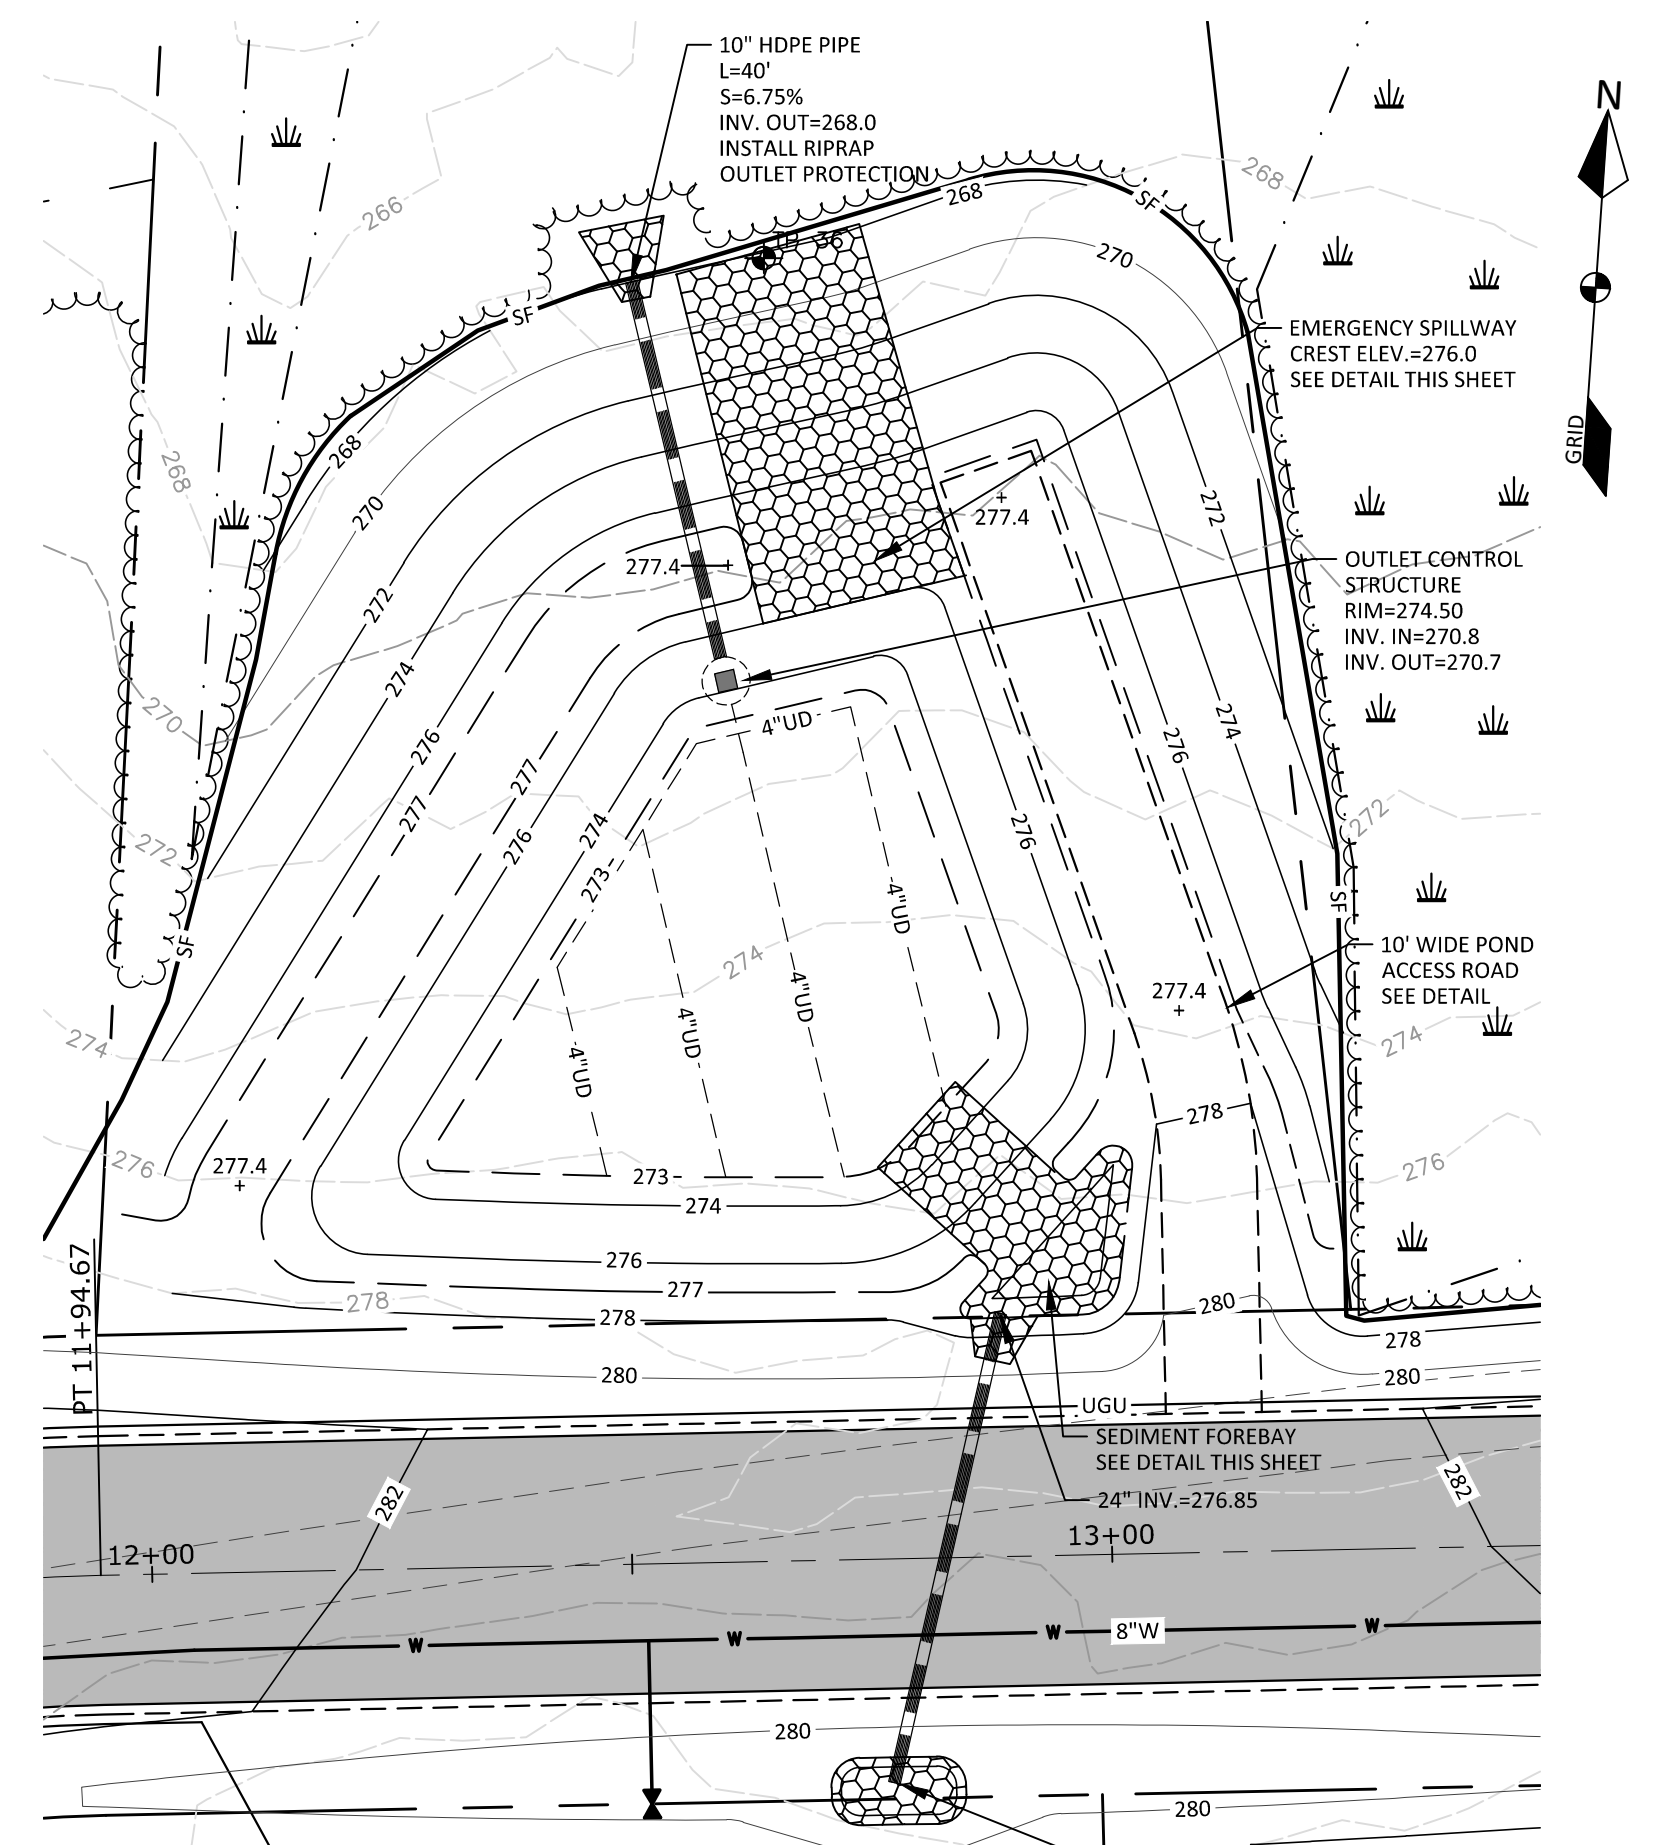 10" HDPE PIPE
L=40'
S=6.75%
INV. OUT=268.0
INSTALL RIPRAP
OUTLET PROTECTION
N
GRID
266
268
268
SF
TP 36
270
SF
EMERGENCY SPILLWAY
CREST ELEV.=276.0
SEE DETAIL THIS SHEET
268
268
270
272
277.4
277.4
OUTLET CONTROL
STRUCTURE
RIM=274.50
INV. IN=270.8
INV. OUT=270.7
272
274
270
4"UD
274
276
276
277
277
272
272
276
274
276
273
4"UD
SF
SF
10' WIDE POND
ACCESS ROAD
SEE DETAIL
274
4"UD
277.4
4"UD
274
274
4"UD
278
276
277.4
276
273
274
276
277
278
278
280
278
280
280
PT 11+94.67
UGU
SEDIMENT FOREBAY
SEE DETAIL THIS SHEET
24" INV.=276.85
282
282
12+00
13+00
W
W
W
8"W
W
280
280